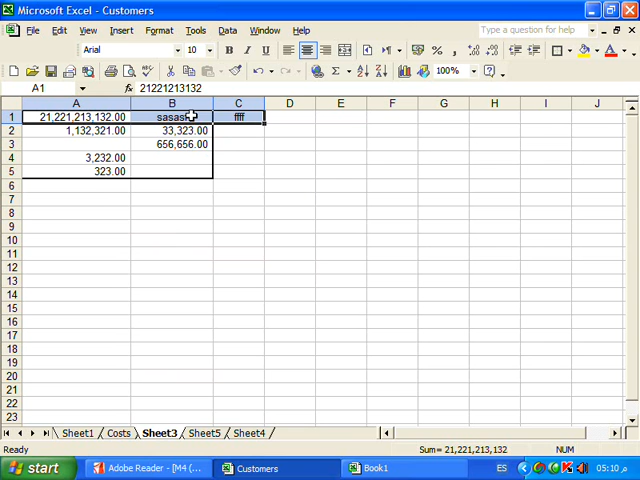 Microsoft Excel - Customers
File Edit View Insert Format Tools Data Window Help Type a question for help
Arial 10 B I U % ,
100%
A1 fx 21221213132
A B C D E F G H I J
1 21,221,213,132.00 ffff
2 1,132,321.00 33,323.00
3 656,656.00
4 3,232.00
5 323.00
6
7
8
9
10
11
12
13
14
15
16
17
18
19
20
21
22
23
Sheet1 Costs Sheet3 Sheet5 Sheet4
Ready Sum= 21,221,213,132 NUM
start Adobe Reader - [M4 (... Customers Book1 ES 05:10 م